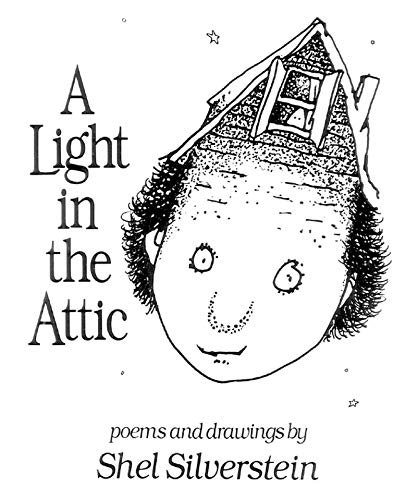 A
Light
in
the
Attic
poems and drawings by
Shel Silverstein